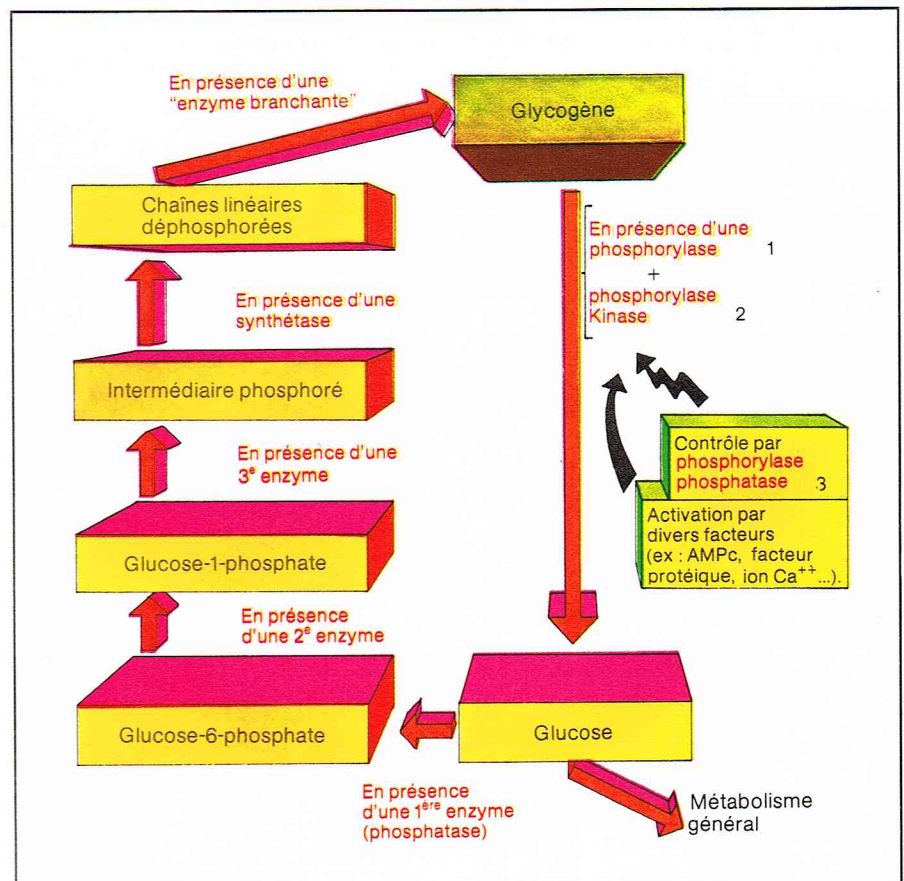 En présence d'une
"enzyme branchante"
Glycogène
Chaînes linéaires
déphosphorées
En présence d'une
phosphorylase 1
+
phosphorylase
Kinase 2
En présence d'une
synthétase
Intermédiaire phosphoré
Contrôle par
phosphorylase
phosphatase 3
Activation par
divers facteurs
(ex : AMPc, facteur
protéique, ion Ca⁺⁺...).
En présence d'une
3ᵉ enzyme
Glucose-1-phosphate
En présence
d'une 2ᵉ enzyme
Glucose-6-phosphate
Glucose
En présence
d'une 1ère enzyme
(phosphatase)
Métabolisme
général